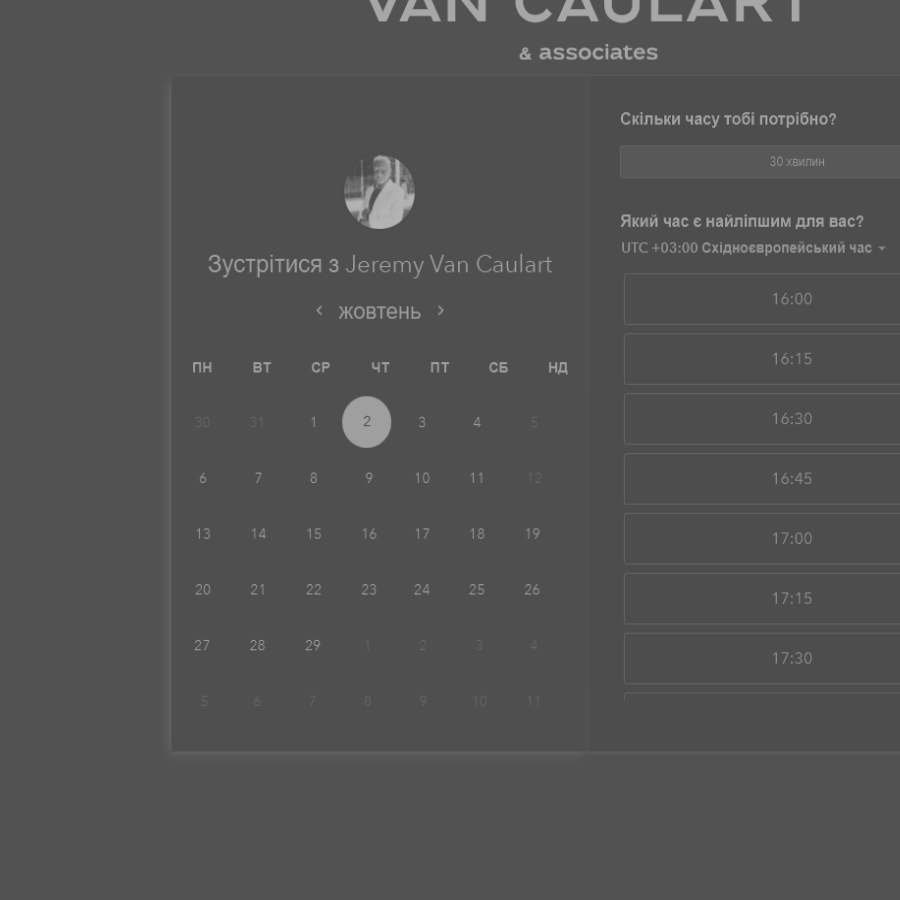 VAN CAULART
& associates
Зустрітися з Jeremy Van Caulart
жовтень
ПН ВТ СР ЧТ ПТ СБ НД
30 31 1 2 3 4 5
6 7 8 9 10 11 12
13 14 15 16 17 18 19
20 21 22 23 24 25 26
27 28 29 1 2 3 4
5 6 7 8 9 10 11
Скільки часу тобі потрібно?
30 хвилин
Який час є найліпшим для вас?
UTC +03:00 Східноєвропейський час
16:00
16:15
16:30
16:45
17:00
17:15
17:30